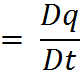 = Dq/Dt